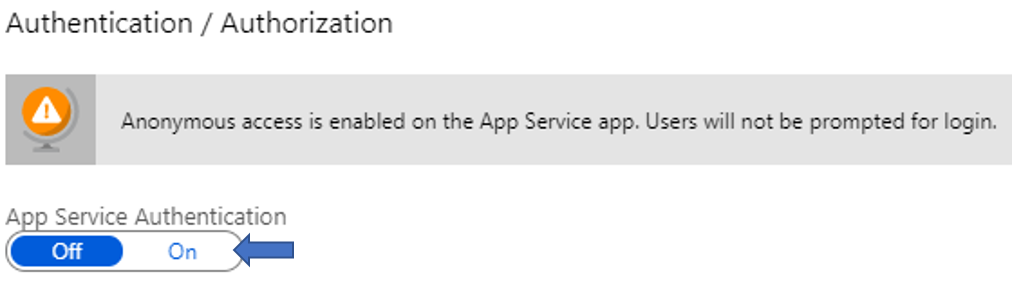 Authentication / Authorization
Anonymous access is enabled on the App Service app. Users will not be prompted for login.
App Service Authentication
Off On